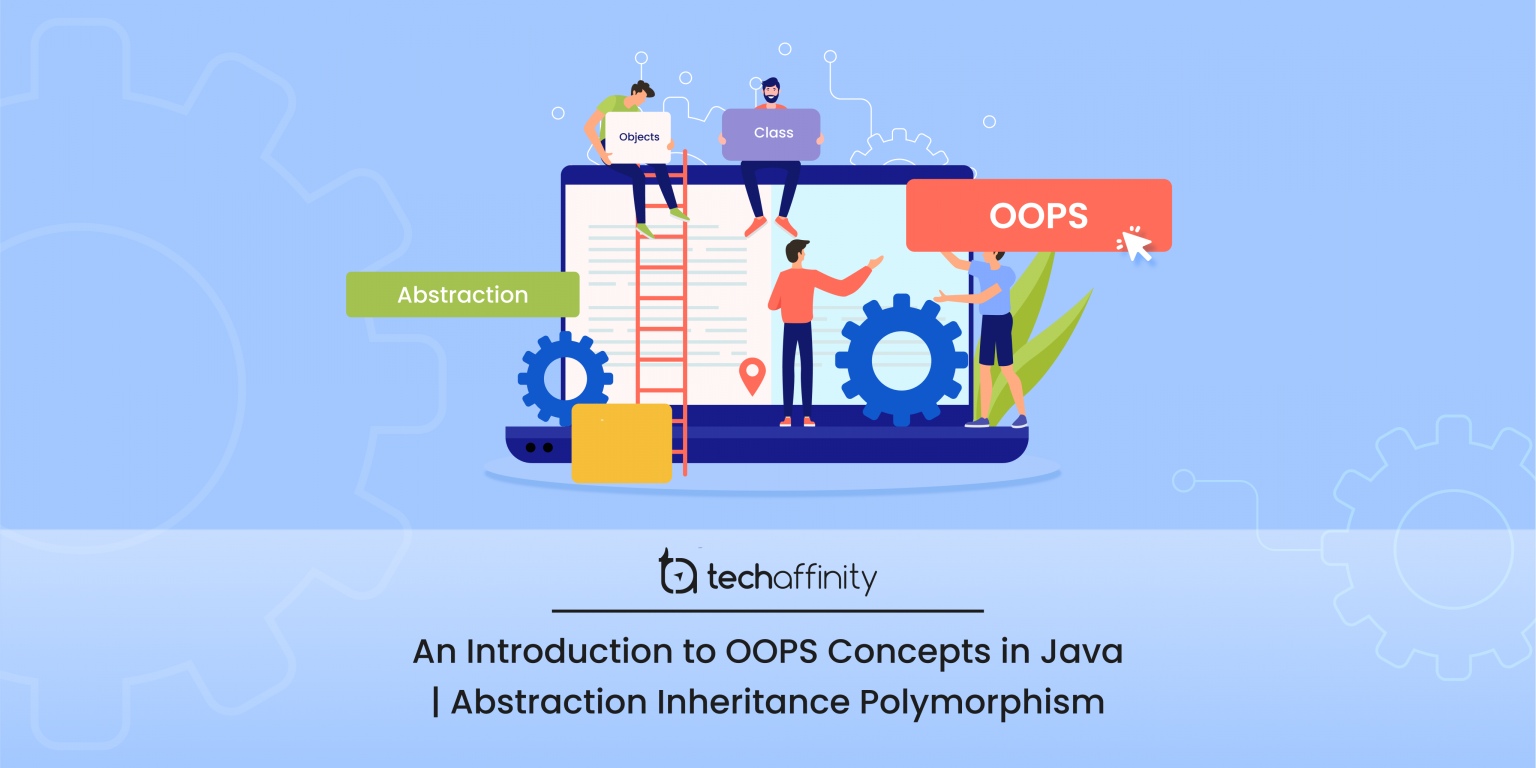 Objects
Class
OOPS
Abstraction
techaffinity
An Introduction to OOPS Concepts in Java
| Abstraction Inheritance Polymorphism